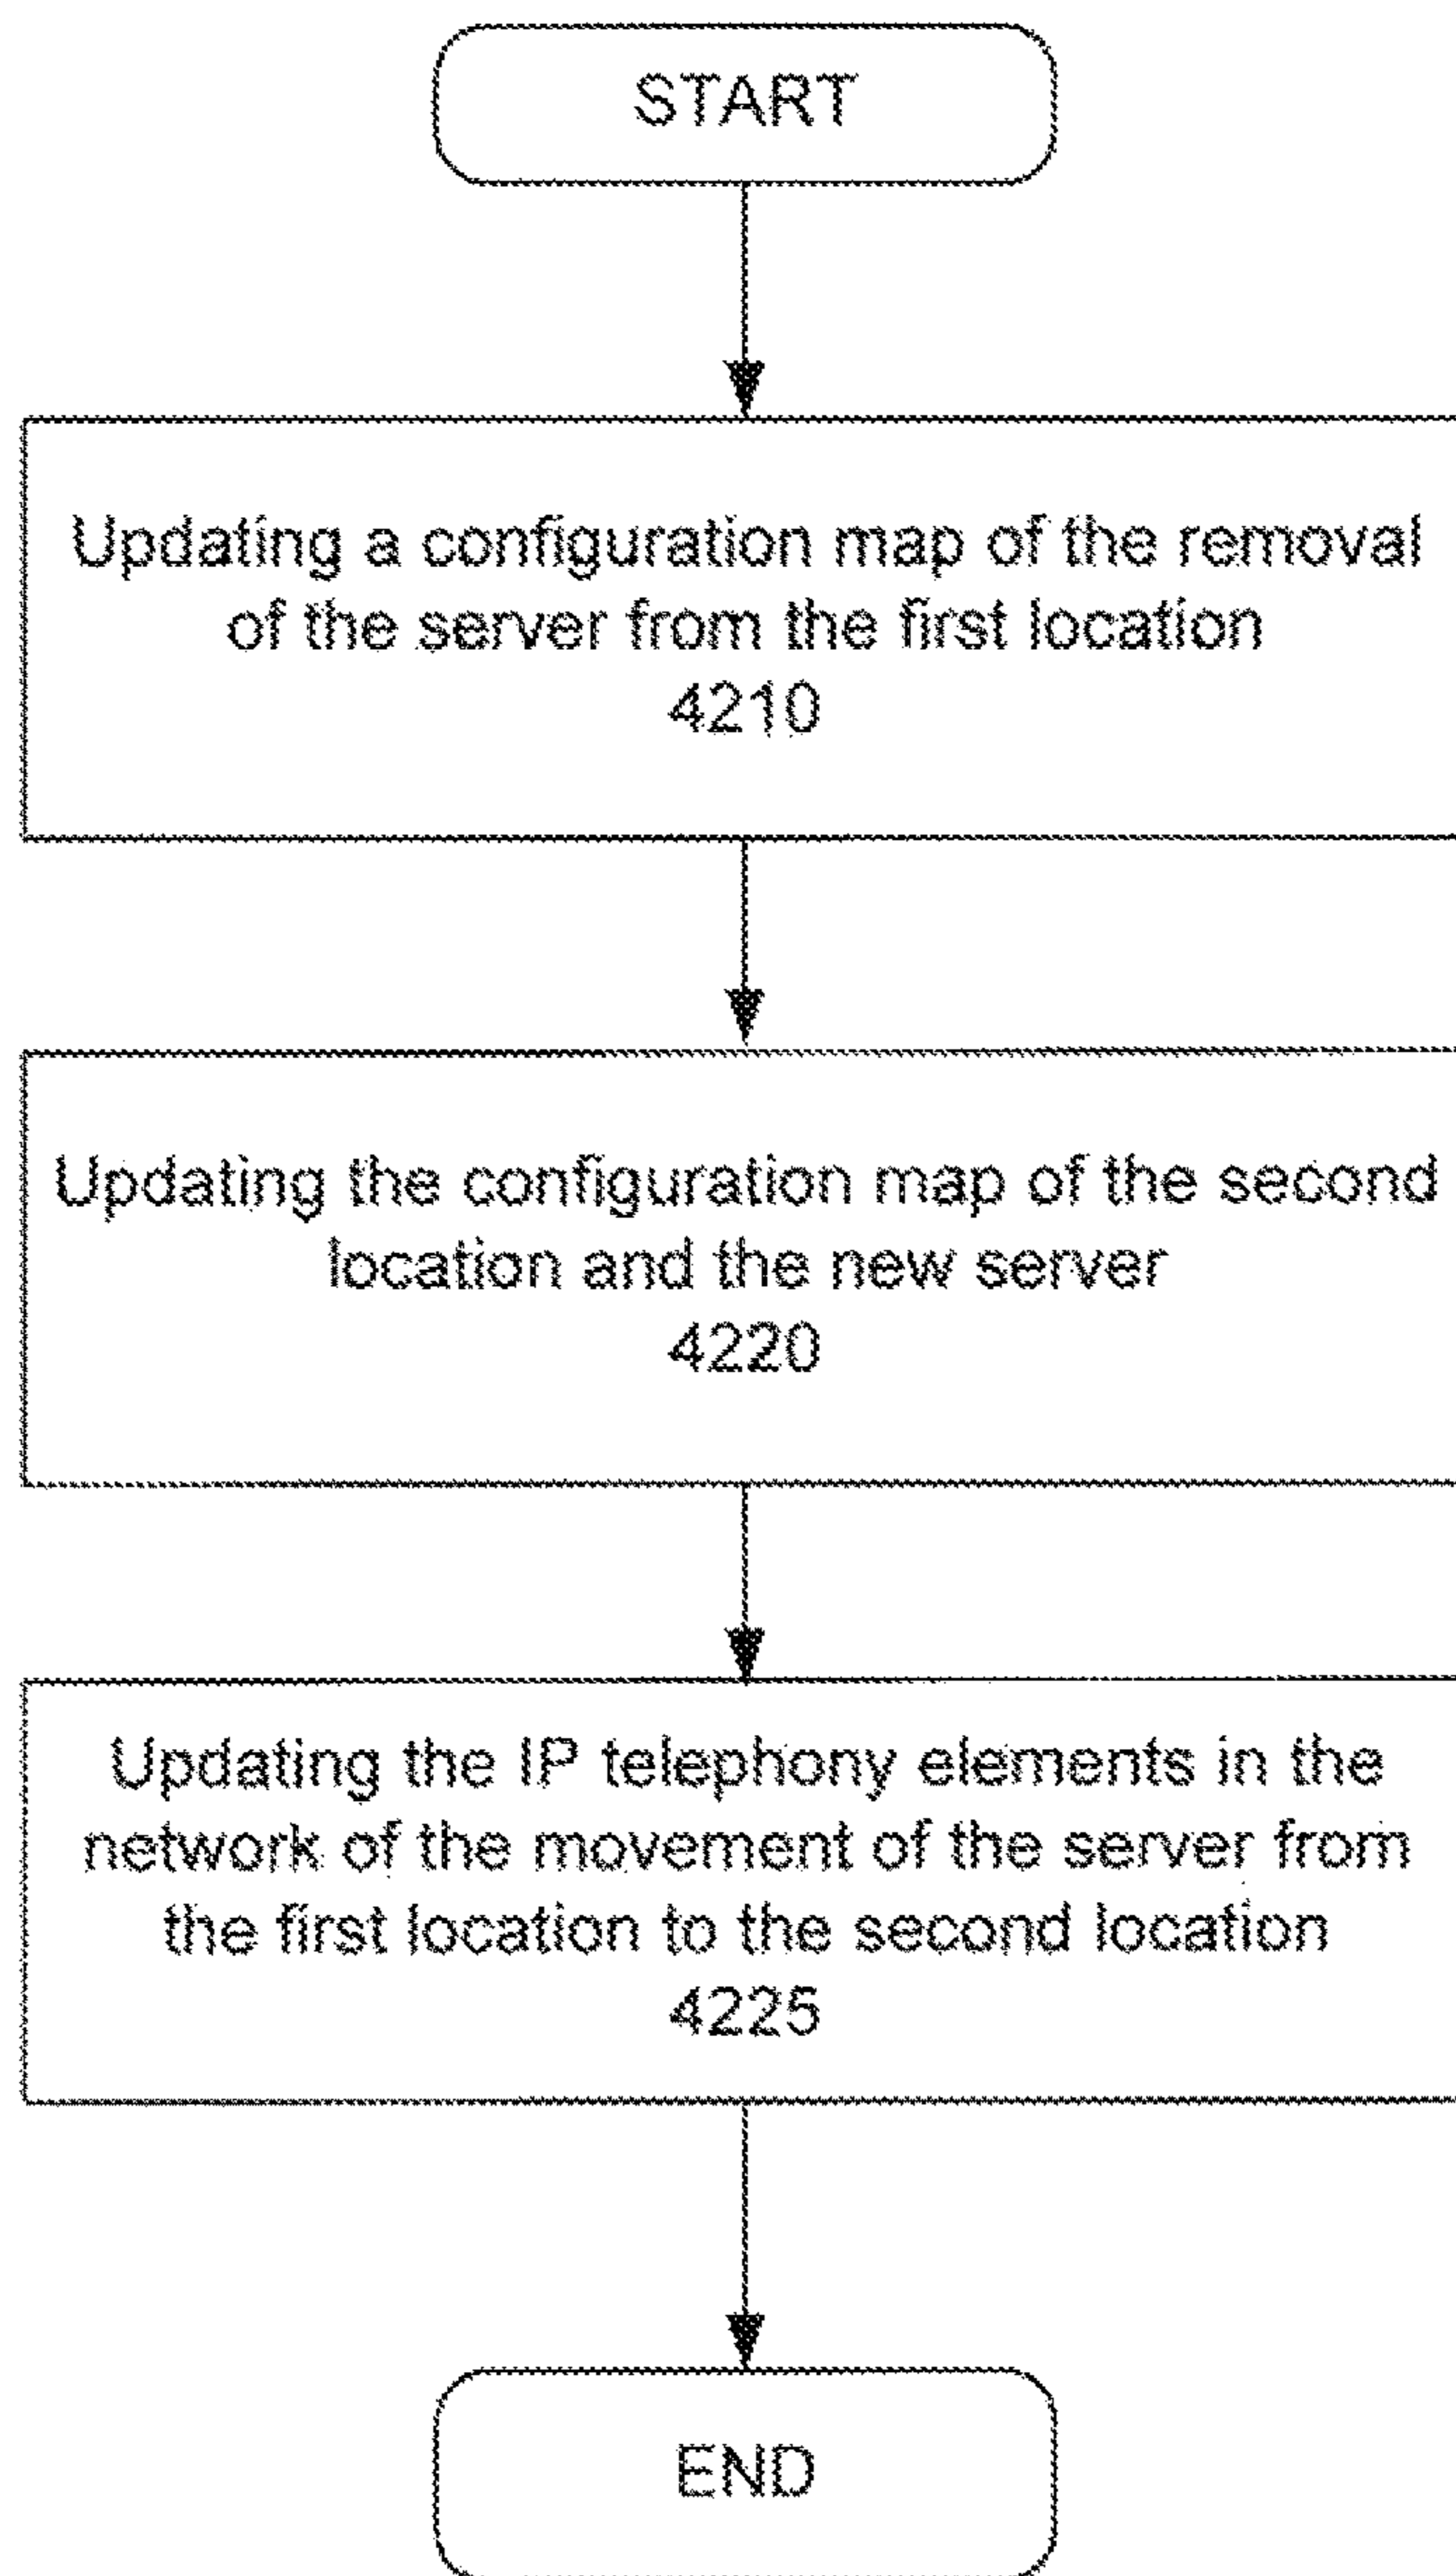 START
Updating a configuration map of the removal
of the server from the first location
4210
Updating the configuration map of the second
location and the new server
4220
Updating the IP telephony elements in the
network of the movement of the server from
the first location to the second location
4225
END